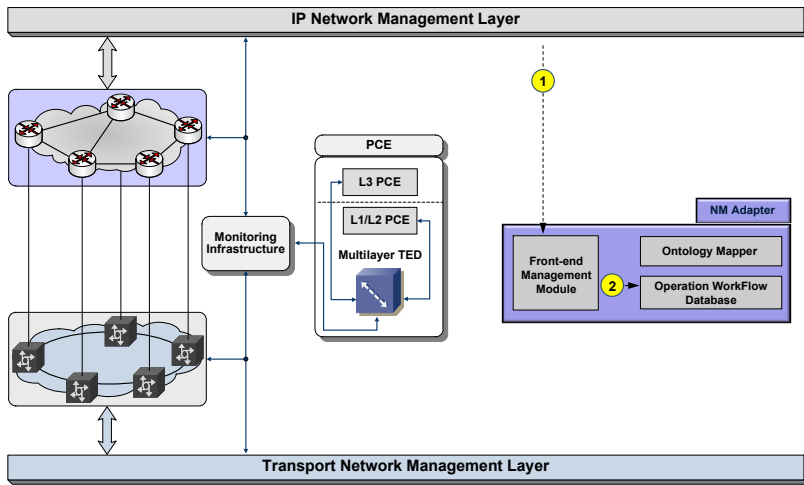 IP Network Management Layer
1
PCE
L3 PCE
L1/L2 PCE
Multilayer TED
Monitoring
Infrastructure
NM Adapter
Front-end
Management
Module
Ontology Mapper
2
Operation WorkFlow
Database
Transport Network Management Layer